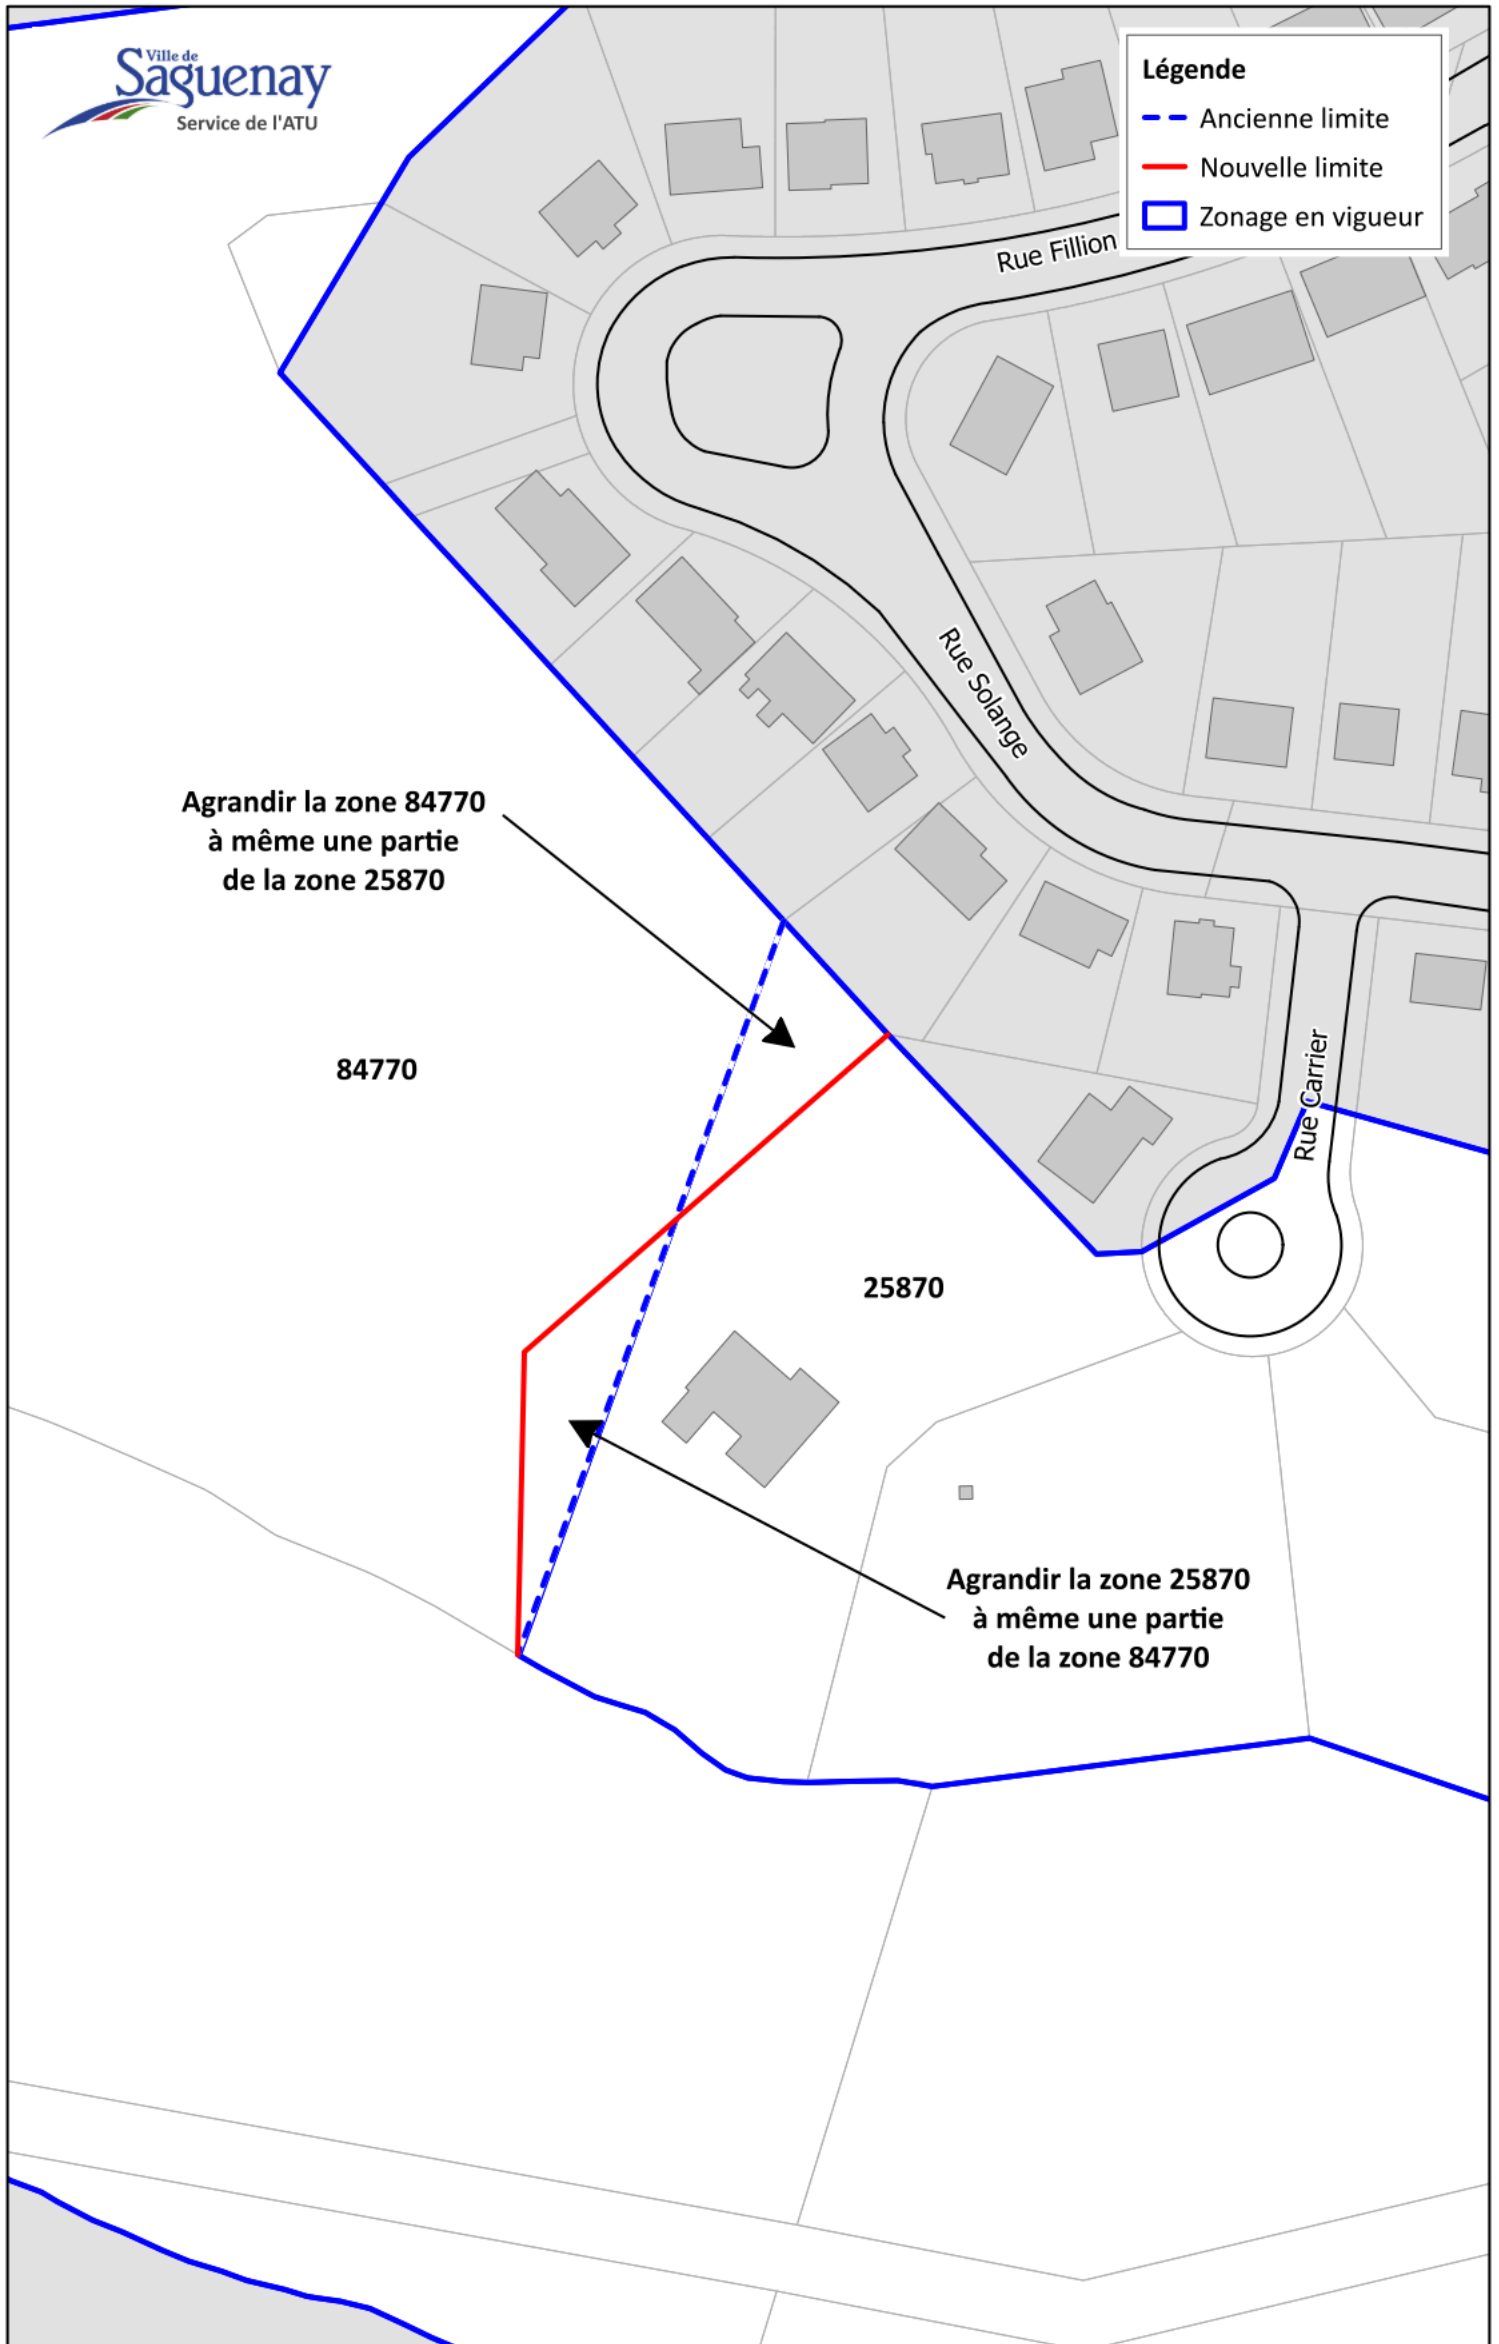 Ville de
Saguenay
Service de l'ATU
Légende
Ancienne limite
Nouvelle limite
Zonage en vigueur
Rue Fillion
Rue Solange
Agrandir la zone 84770
à même une partie
de la zone 25870
84770
Rue Carrier
25870
Agrandir la zone 25870
à même une partie
de la zone 84770